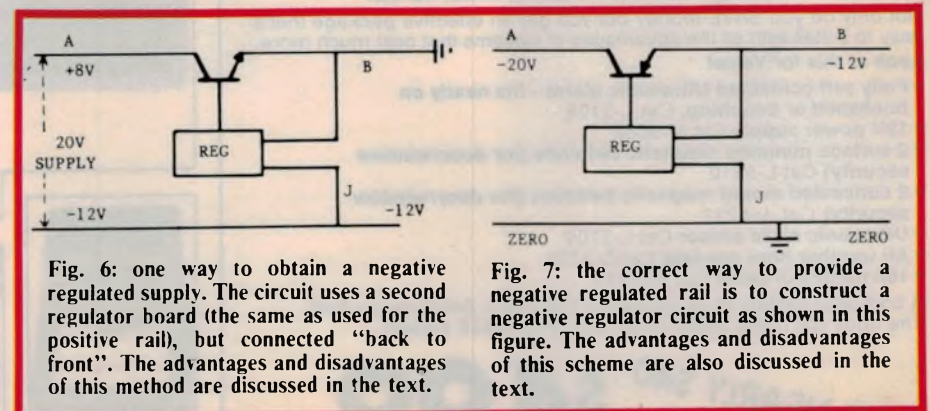 A
+8V
B
20V
SUPPLY
REG
J
-12V
-12V
Fig. 6: one way to obtain a negative
regulated supply. The circuit uses a second
regulator board (the same as used for the
positive rail), but connected “back to
front”. The advantages and disadvantages
of this method are discussed in the text.
A
-20V
B
-12V
REG
J
ZERO
ZERO
Fig. 7: the correct way to provide a
negative regulated rail is to construct a
negative regulator circuit as shown in this
figure. The advantages and disadvantages
of this scheme are also discussed in the
text.